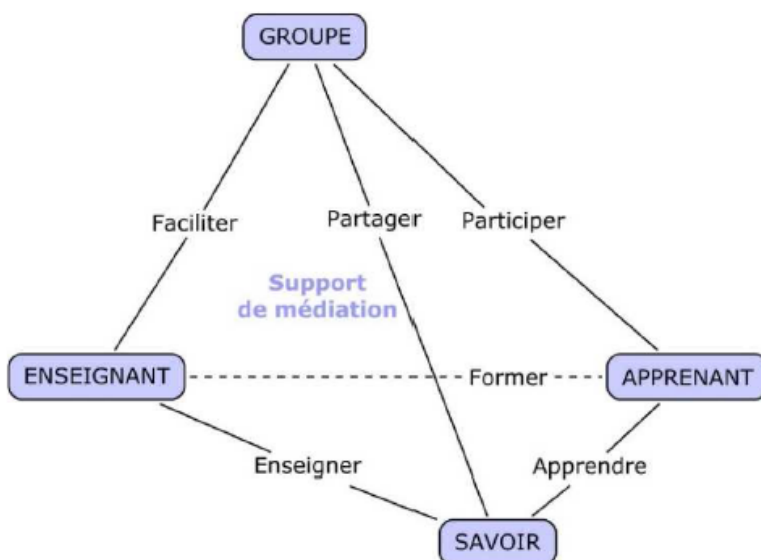 GROUPE
Faciliter
Partager
Participer
Support
de médiation
ENSEIGNANT
Former
APPRENANT
Enseigner
Apprendre
SAVOIR